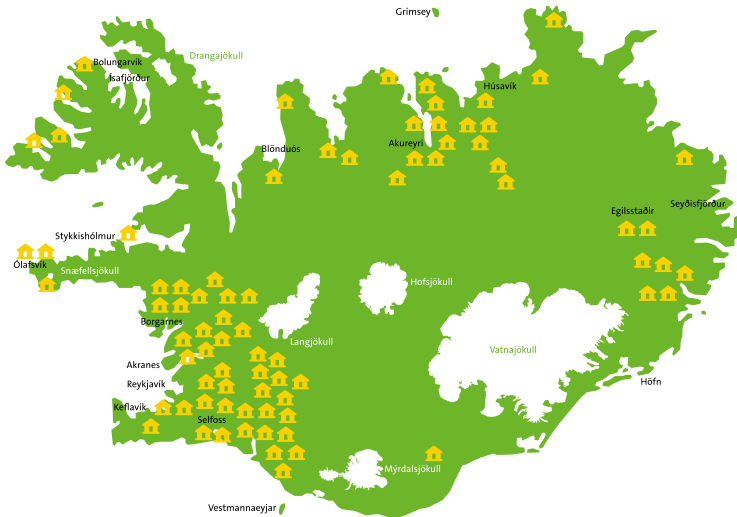 Grímsey
Drangajökull
Bolungarvík
Ísafjörður
Húsavík
Akureyri
Blönduós
Seyðisfjörður
Egilsstaðir
Stykkishólmur
Ólafsvík
Snæfellsjökull
Hofsjökull
Borgarnes
Langjökull
Vatnajökull
Akranes
Reykjavík
Höfn
Keflavík
Selfoss
Mýrdalsjökull
Vestmannaeyjar